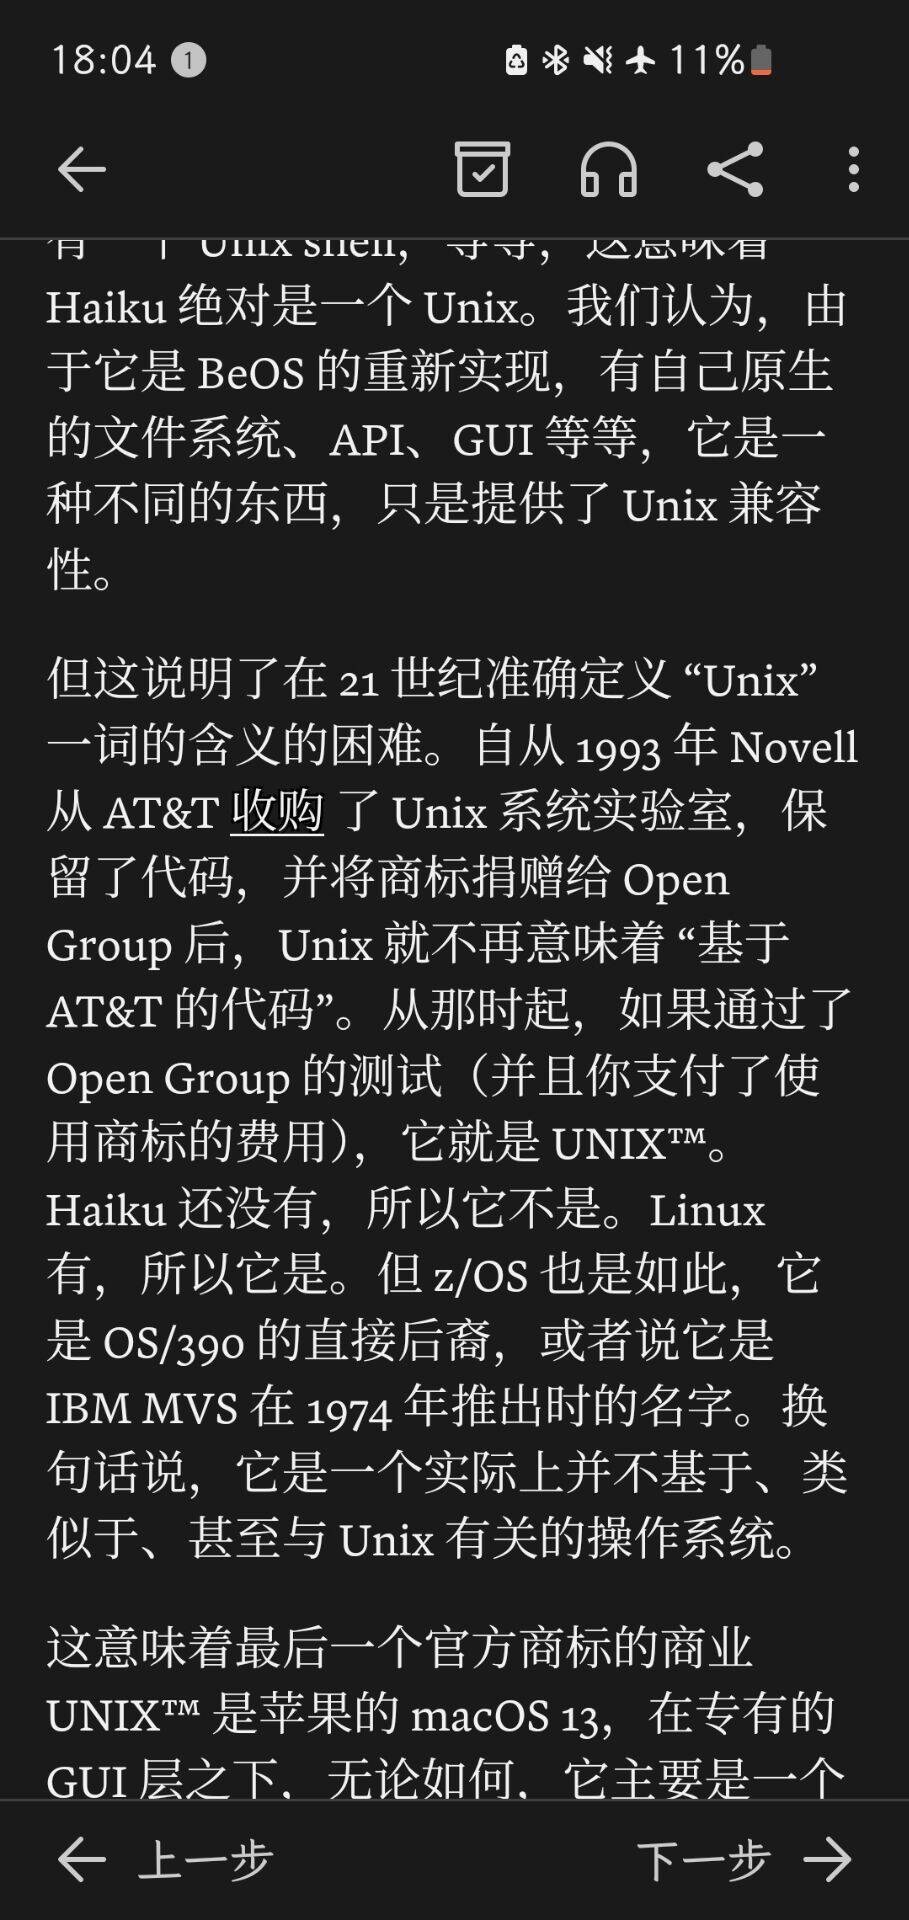 18:04 1 11%
有一个 Unix shell，等等，这意味着
Haiku 绝对是一个 Unix。我们认为，由
于它是 BeOS 的重新实现，有自己原生
的文件系统、API、GUI 等等，它是一
种不同的东西，只是提供了 Unix 兼容
性。
但这说明了在 21 世纪准确定义 “Unix”
一词的含义的困难。自从 1993 年 Novell
从 AT&T 收购 了 Unix 系统实验室，保
留了代码，并将商标捐赠给 Open
Group 后，Unix 就不再意味着 “基于
AT&T 的代码”。从那时起，如果通过了
Open Group 的测试（并且你支付了使
用商标的费用），它就是 UNIX™。
Haiku 还没有，所以它不是。Linux
有，所以它是。但 z/OS 也是如此，它
是 OS/390 的直接后裔，或者说它是
IBM MVS 在 1974 年推出时的名字。换
句话说，它是一个实际上并不基于、类
似于、甚至与 Unix 有关的操作系统。
这意味着最后一个官方商标的商业
UNIX™ 是苹果的 macOS 13，在专有的
GUI 层之下，无论如何，它主要是一个
上一步 下一步